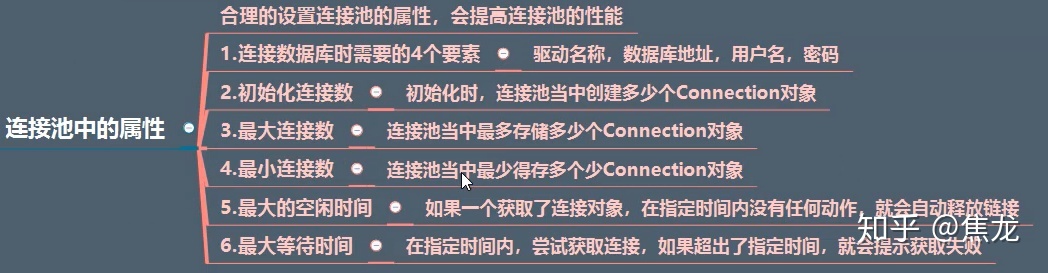 合理的设置连接池的属性，会提高连接池的性能
1.连接数据库时需要的4个要素 驱动名称，数据库地址，用户名，密码
2.初始化连接数 初始化时，连接池当中创建多少个Connection对象
3.最大连接数 连接池当中最多存储多少个Connection对象
连接池中的属性
4.最小连接数 连接池当中最少得存多个少Connection对象
5.最大的空闲时间 如果一个获取了连接对象，在指定时间内没有任何动作，就会自动释放链接
6.最大等待时间 在指定时间内，尝试获取连接，如果超出了指定时间，就会提示获取失败
知乎 @焦龙